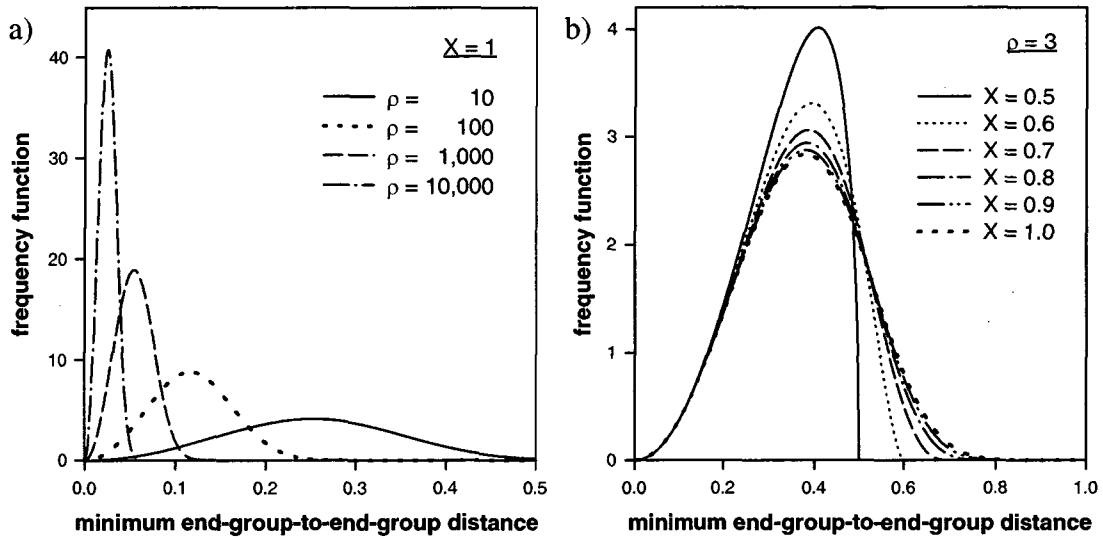 a)
X = 1
ρ = 10
ρ = 100
ρ = 1,000
ρ = 10,000
frequency function
40
30
20
10
0
0.0 0.1 0.2 0.3 0.4 0.5
minimum end-group-to-end-group distance
b)
ρ = 3
X = 0.5
X = 0.6
X = 0.7
X = 0.8
X = 0.9
X = 1.0
frequency function
4
3
2
1
0
0.0 0.2 0.4 0.6 0.8 1.0
minimum end-group-to-end-group distance